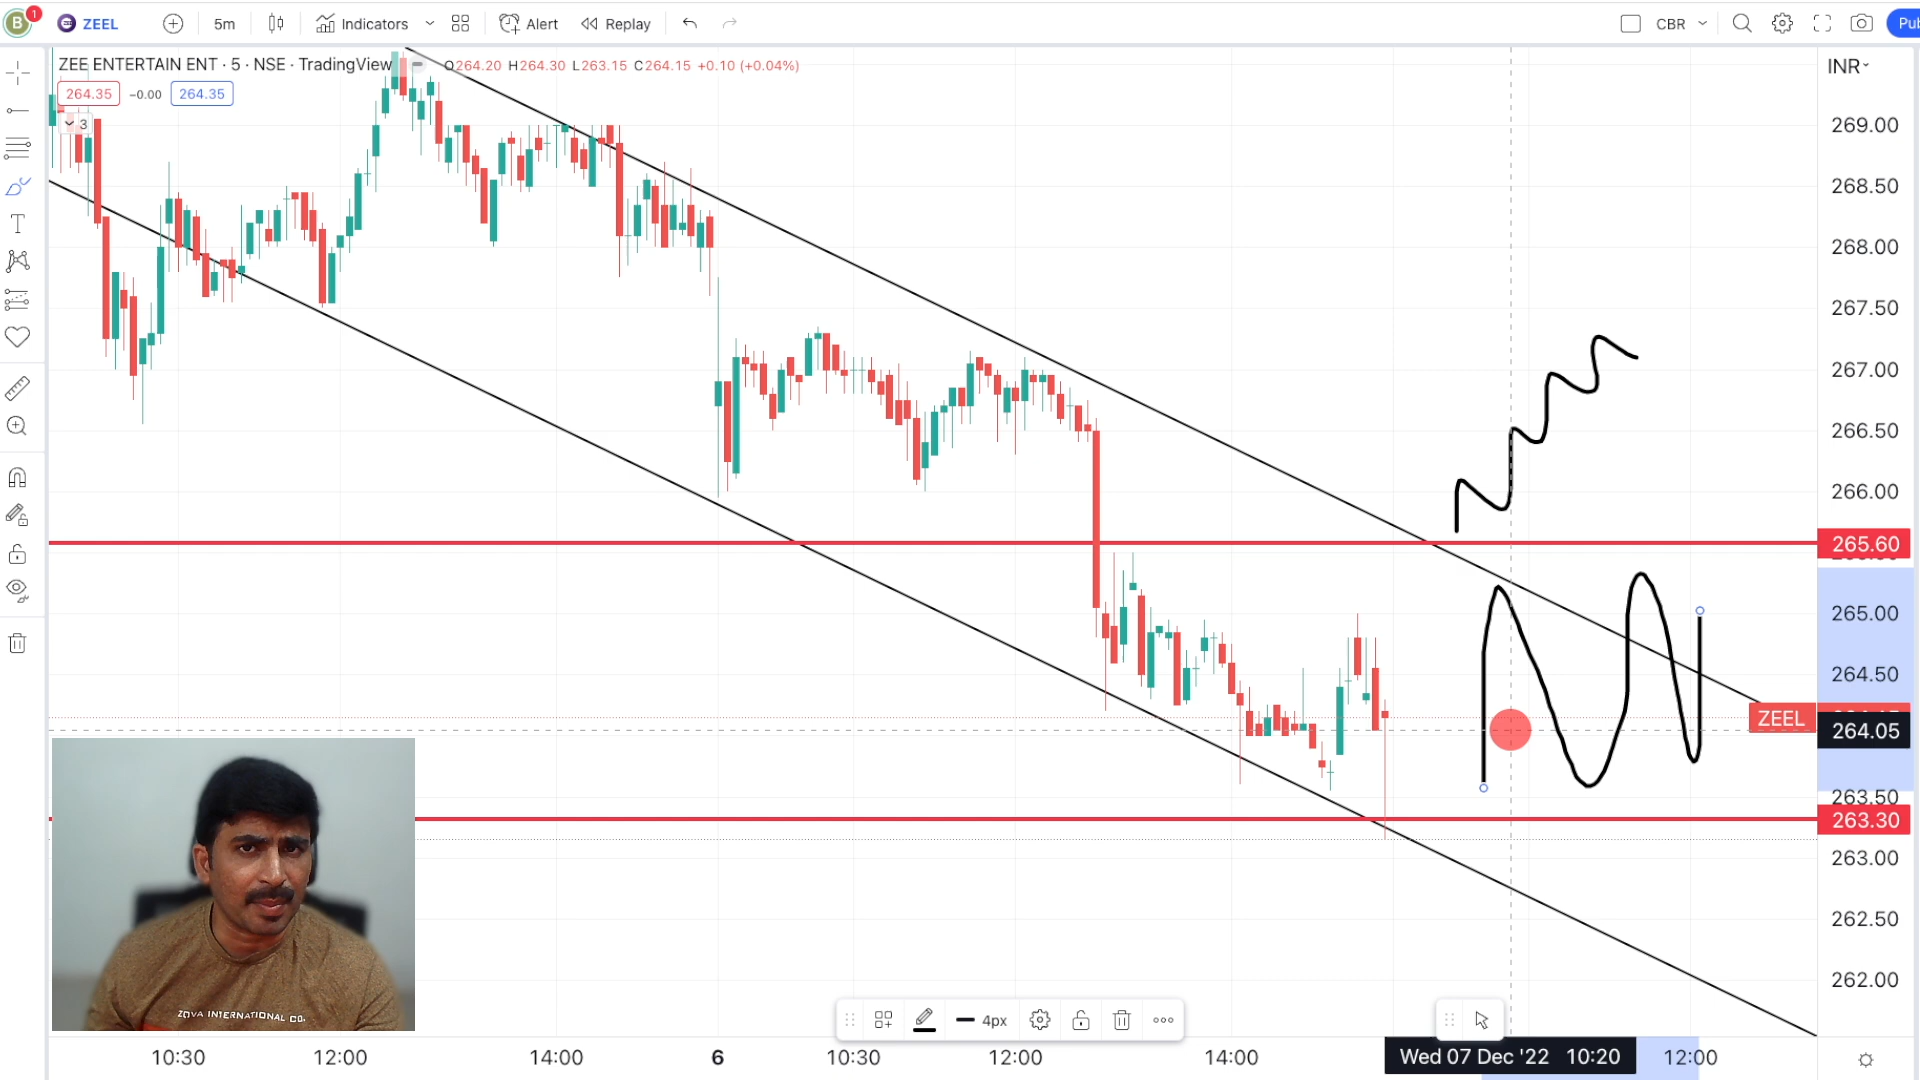 B 1 ZEEL 5m Indicators Alert Replay CBR Pub
ZEE ENTERTAIN ENT · 5 · NSE · TradingView O264.20 H264.30 L263.15 C264.15 +0.10 (+0.04%)
INR
264.35 −0.00 264.35
3
269.00
268.50
268.00
267.50
267.00
266.50
266.00
265.60
265.00
264.50
ZEEL
264.05
263.50
263.30
263.00
262.50
262.00
ZOVA INTERNATIONAL CO.
4px
10:30 12:00 14:00 6 10:30 12:00 14:00 Wed 07 Dec '22 10:20 12:00